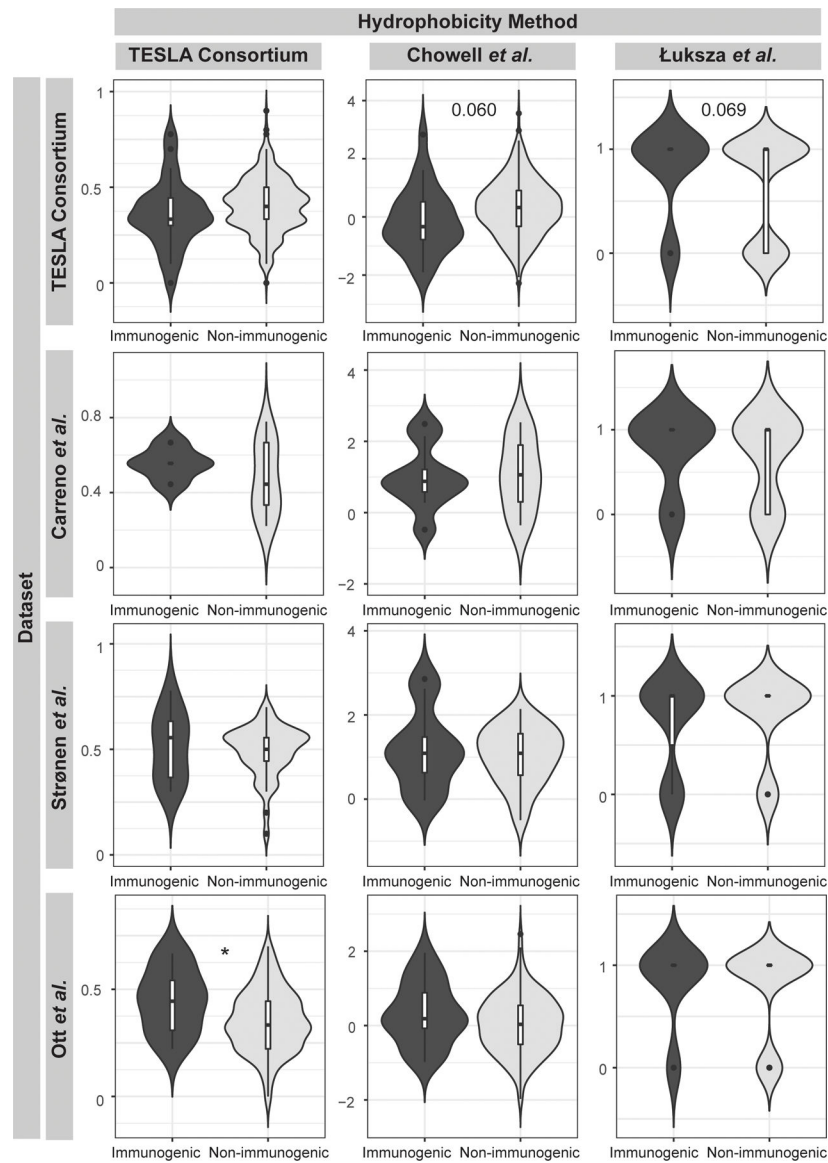 Hydrophobicity Method
TESLA Consortium
Chowell et al.
Łuksza et al.
Dataset
TESLA Consortium
1
0.5
0
Immunogenic Non-immunogenic
4
2
0
−2
0.060
Immunogenic Non-immunogenic
1
0
0.069
Immunogenic Non-immunogenic
Carreno et al.
0.8
0.4
0
Immunogenic Non-immunogenic
4
2
0
−2
Immunogenic Non-immunogenic
1
0
Immunogenic Non-immunogenic
Strønen et al.
1
0.5
0
Immunogenic Non-immunogenic
4
2
0
Immunogenic Non-immunogenic
1
0
Immunogenic Non-immunogenic
Ott et al.
0.5
0
*
Immunogenic Non-immunogenic
2
0
−2
Immunogenic Non-immunogenic
1
0
Immunogenic Non-immunogenic